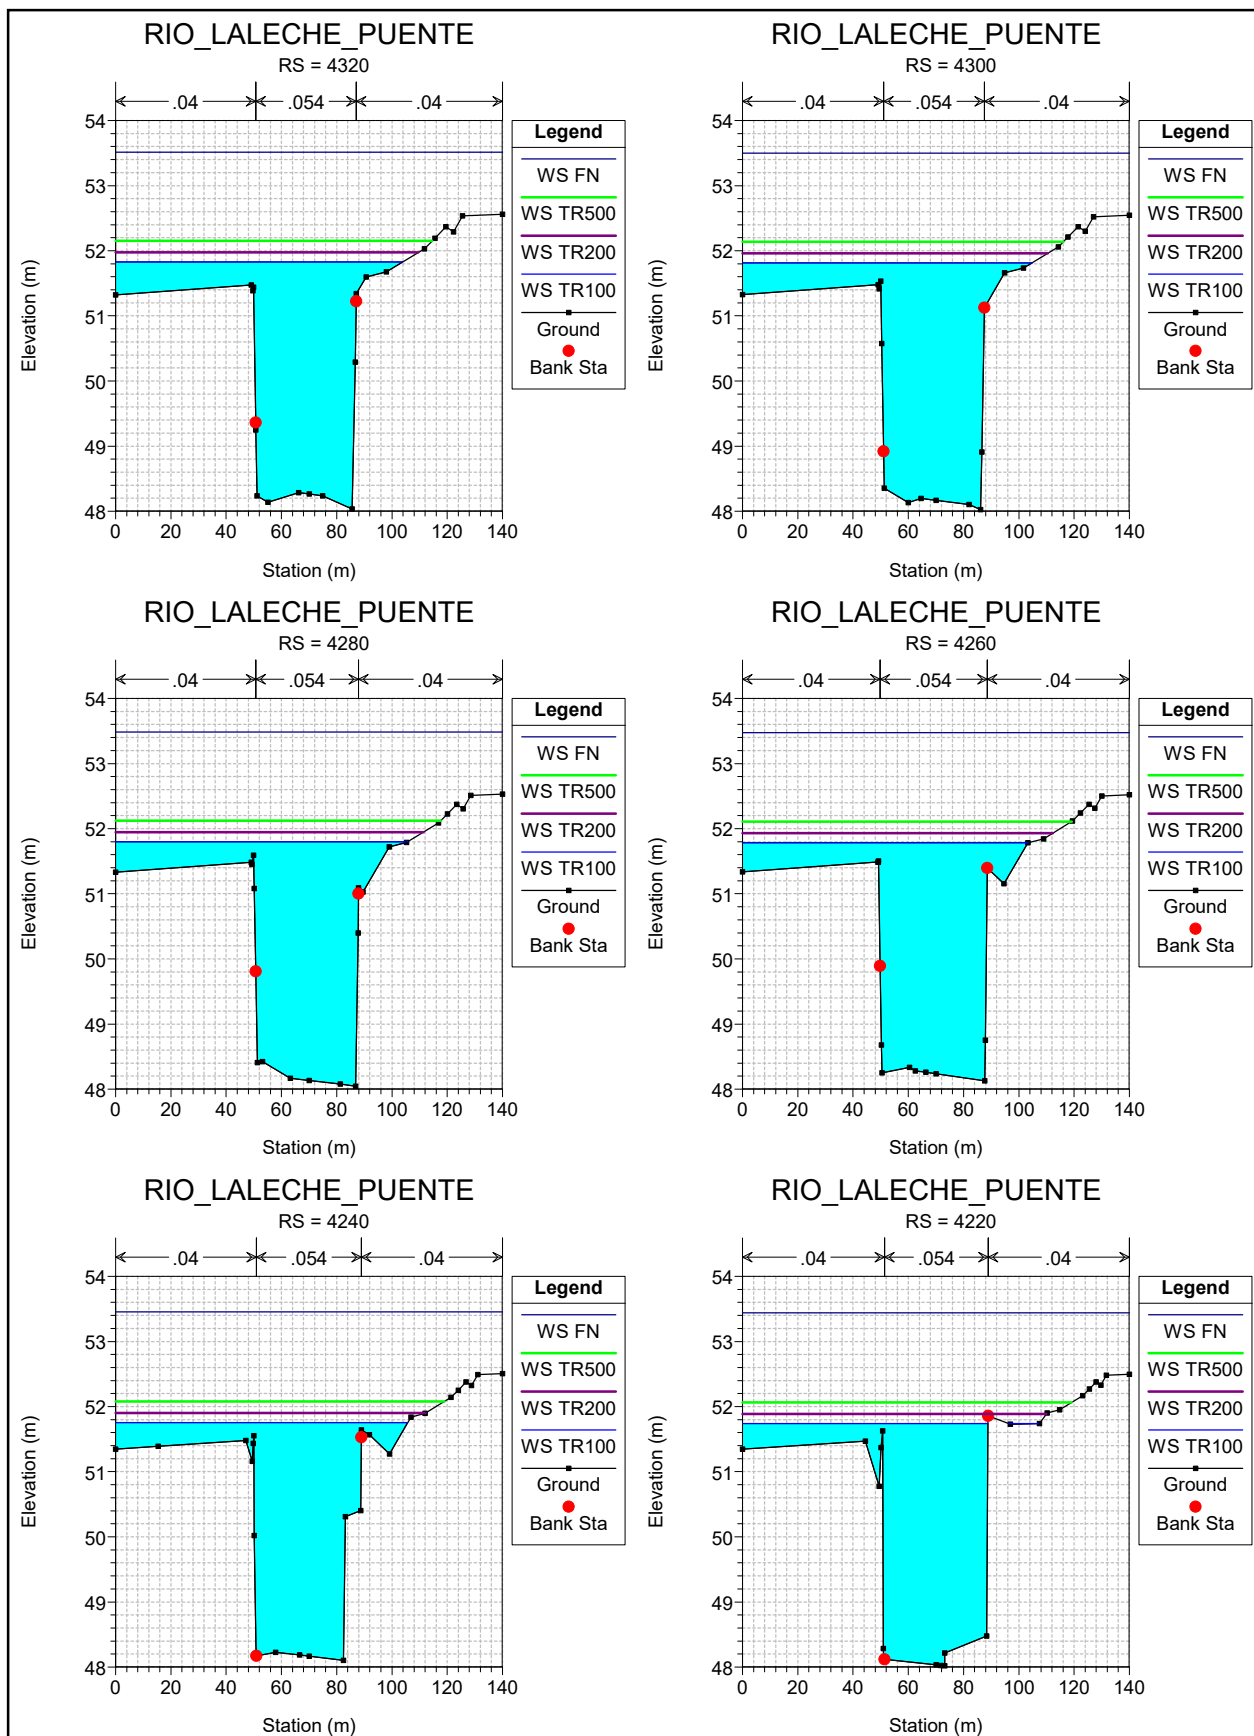 RIO_LALECHE_PUENTE
RS = 4320
.04 .054 .04
54
53
52
51
50
49
48
Elevation (m)
0 20 40 60 80 100 120 140
Station (m)
Legend
WS FN
WS TR500
WS TR200
WS TR100
Ground
Bank Sta
RIO_LALECHE_PUENTE
RS = 4300
.04 .054 .04
54
53
52
51
50
49
48
Elevation (m)
0 20 40 60 80 100 120 140
Station (m)
Legend
WS FN
WS TR500
WS TR200
WS TR100
Ground
Bank Sta
RIO_LALECHE_PUENTE
RS = 4280
.04 .054 .04
54
53
52
51
50
49
48
Elevation (m)
0 20 40 60 80 100 120 140
Station (m)
Legend
WS FN
WS TR500
WS TR200
WS TR100
Ground
Bank Sta
RIO_LALECHE_PUENTE
RS = 4260
.04 .054 .04
54
53
52
51
50
49
48
Elevation (m)
0 20 40 60 80 100 120 140
Station (m)
Legend
WS FN
WS TR500
WS TR200
WS TR100
Ground
Bank Sta
RIO_LALECHE_PUENTE
RS = 4240
.04 .054 .04
54
53
52
51
50
49
48
Elevation (m)
0 20 40 60 80 100 120 140
Station (m)
Legend
WS FN
WS TR500
WS TR200
WS TR100
Ground
Bank Sta
RIO_LALECHE_PUENTE
RS = 4220
.04 .054 .04
54
53
52
51
50
49
48
Elevation (m)
0 20 40 60 80 100 120 140
Station (m)
Legend
WS FN
WS TR500
WS TR200
WS TR100
Ground
Bank Sta